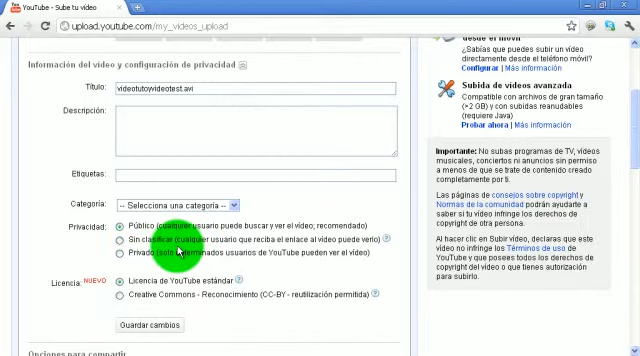 YouTube - Sube tu vídeo
upload.youtube.com/my_videos_upload
Información del vídeo y configuración de privacidad
Título:
videotutoyvideotest.avi
Descripción:
Etiquetas:
Categoría:
-- Selecciona una categoría --
Privacidad:
Público (cualquier usuario puede buscar y ver el vídeo; recomendado)
Sin clasificar (cualquier usuario que reciba el enlace al vídeo puede verlo)
Privado (solo determinados usuarios de YouTube pueden ver el vídeo)
Licencia: NUEVO
Licencia de YouTube estándar
Creative Commons - Reconocimiento (CC-BY - reutilización permitida)
Guardar cambios
Opciones para compartir
desde el móvil
¿Sabías que puedes subir un vídeo
directamente desde el teléfono móvil?
Configurar | Más información
Subida de vídeos avanzada
Compatible con archivos de gran tamaño
(>2 GB) y con subidas reanudables
(requiere Java)
Probar ahora | Más información
Importante: No subas programas de TV, vídeos
musicales, conciertos ni anuncios sin permiso
a menos de que se trate de contenido creado
completamente por ti.
Las páginas de consejos sobre copyright y
Normas de la comunidad podrán ayudarte a
saber si tu vídeo infringe los derechos de
copyright de otra persona.
Al hacer clic en Subir vídeo, declaras que este
vídeo no infringe los Términos de uso de
YouTube y que posees todos los derechos de
copyright o que tienes autorización para
subirlo.